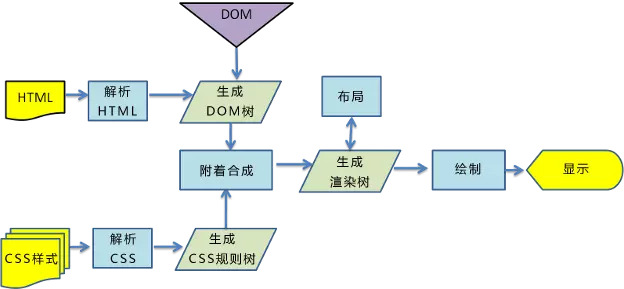 DOM
HTML
解析
HTML
生成
DOM树
布局
附着合成
生成
渲染树
绘制
显示
CSS样式
解析
CSS
生成
CSS规则树